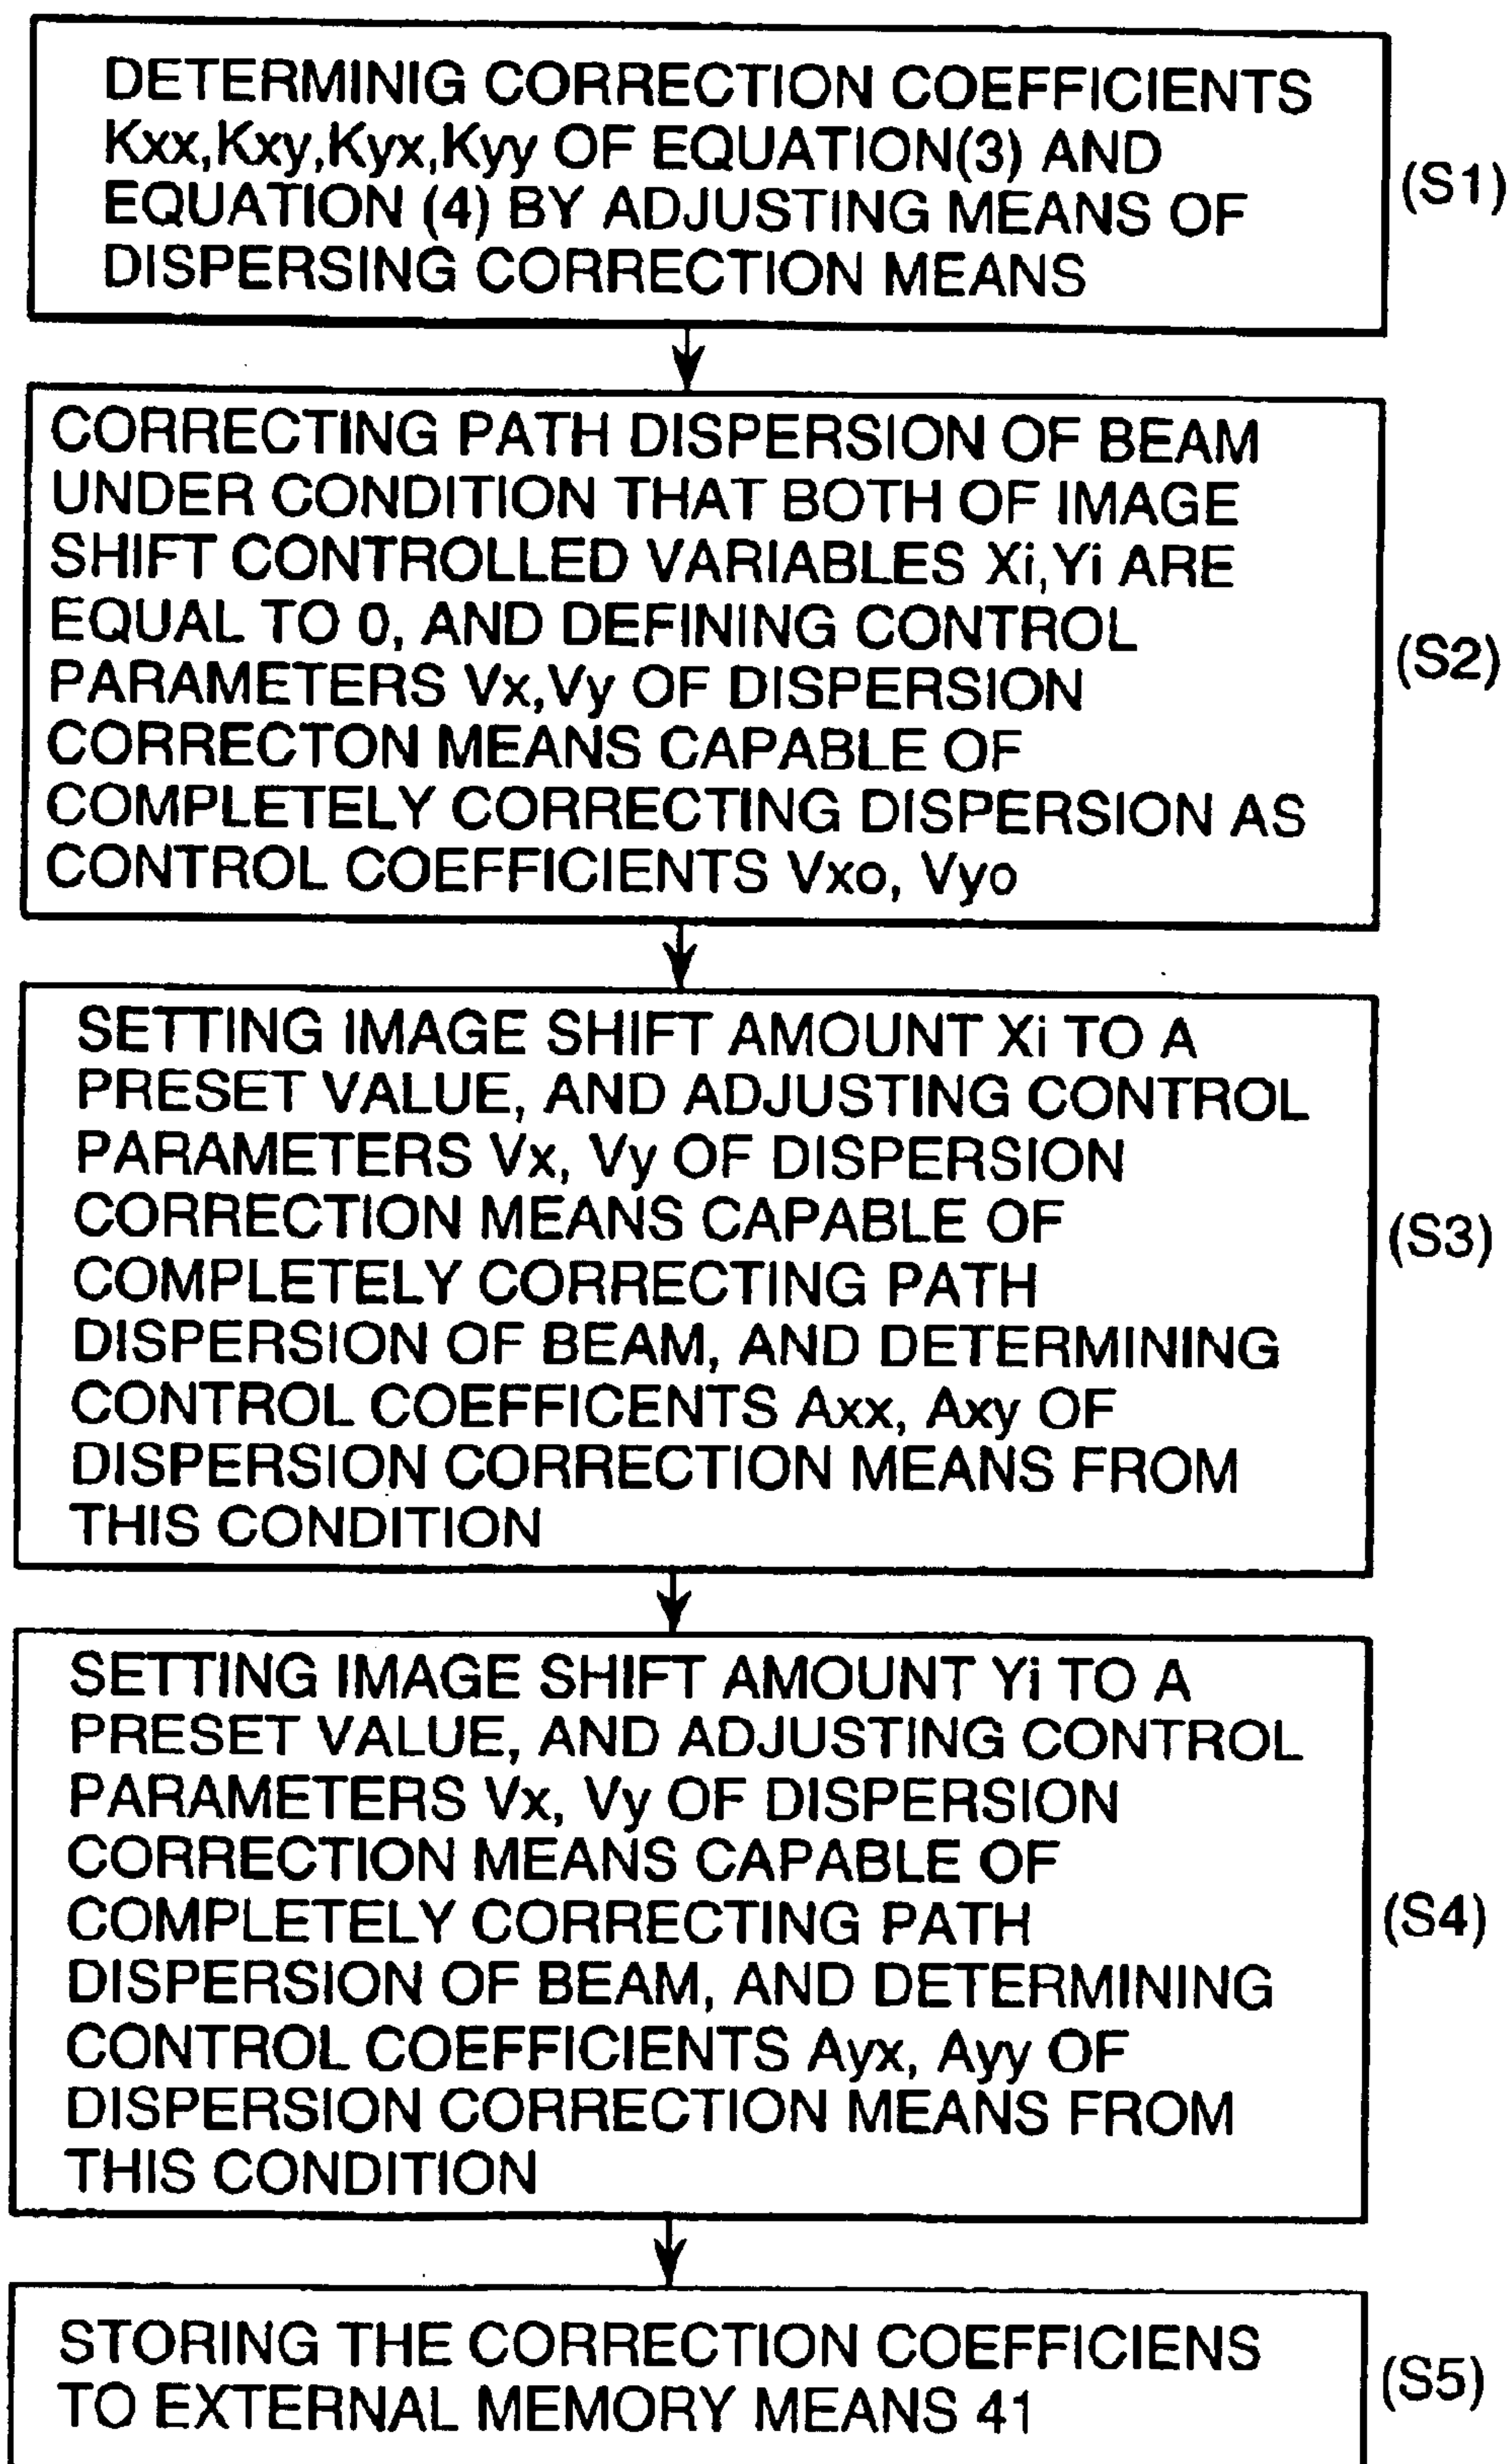 DETERMINIG CORRECTION COEFFICIENTS
Kxx,Kxy,Kyx,Kyy OF EQUATION(3) AND
EQUATION (4) BY ADJUSTING MEANS OF
DISPERSING CORRECTION MEANS
(S1)
CORRECTING PATH DISPERSION OF BEAM
UNDER CONDITION THAT BOTH OF IMAGE
SHIFT CONTROLLED VARIABLES Xi,Yi ARE
EQUAL TO 0, AND DEFINING CONTROL
PARAMETERS Vx,Vy OF DISPERSION
CORRECTON MEANS CAPABLE OF
COMPLETELY CORRECTING DISPERSION AS
CONTROL COEFFICIENTS Vxo, Vyo
(S2)
SETTING IMAGE SHIFT AMOUNT Xi TO A
PRESET VALUE, AND ADJUSTING CONTROL
PARAMETERS Vx, Vy OF DISPERSION
CORRECTION MEANS CAPABLE OF
COMPLETELY CORRECTING PATH
DISPERSION OF BEAM, AND DETERMINING
CONTROL COEFFICENTS Axx, Axy OF
DISPERSION CORRECTION MEANS FROM
THIS CONDITION
(S3)
SETTING IMAGE SHIFT AMOUNT Yi TO A
PRESET VALUE, AND ADJUSTING CONTROL
PARAMETERS Vx, Vy OF DISPERSION
CORRECTION MEANS CAPABLE OF
COMPLETELY CORRECTING PATH
DISPERSION OF BEAM, AND DETERMINING
CONTROL COEFFICIENTS Ayx, Ayy OF
DISPERSION CORRECTION MEANS FROM
THIS CONDITION
(S4)
STORING THE CORRECTION COEFFICIENS
TO EXTERNAL MEMORY MEANS 41
(S5)